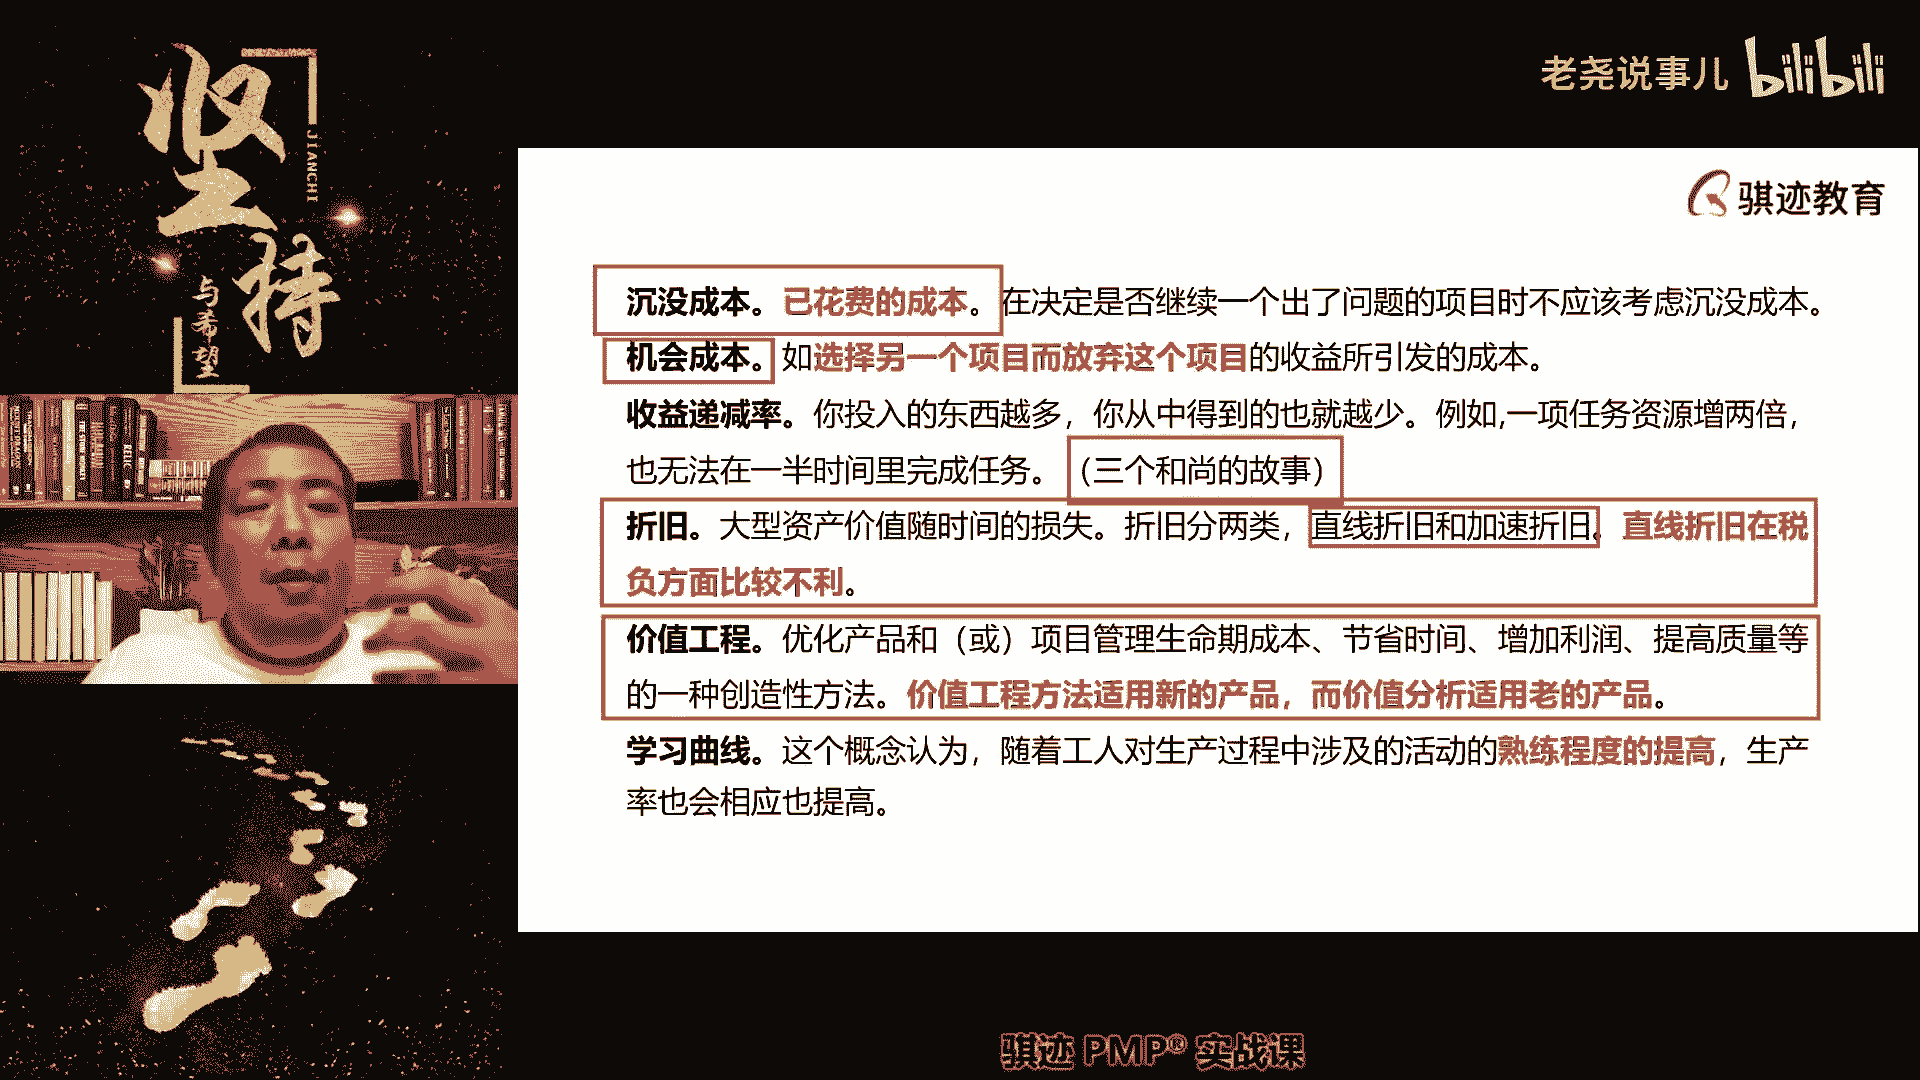 坚持
JIANCHI
与希望
老尧说事儿 bilibili
骐迹教育
沉没成本。已花费的成本。在决定是否继续一个出了问题的项目时不应该考虑沉没成本。
机会成本。如选择另一个项目而放弃这个项目的收益所引发的成本。
收益递减率。你投入的东西越多，你从中得到的也就越少。例如,一项任务资源增两倍，
也无法在一半时间里完成任务。（三个和尚的故事）
折旧。大型资产价值随时间的损失。折旧分两类，直线折旧和加速折旧。直线折旧在税
负方面比较不利。
价值工程。优化产品和（或）项目管理生命期成本、节省时间、增加利润、提高质量等
的一种创造性方法。价值工程方法适用新的产品，而价值分析适用老的产品。
学习曲线。这个概念认为，随着工人对生产过程中涉及的活动的熟练程度的提高，生产
率也会相应也提高。
骐迹 PMP® 实战课